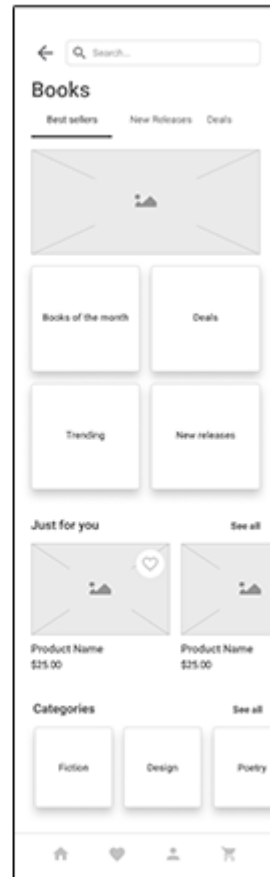 Search...
Books
Best sellers New Releases Deals
Books of the month Deals
Trending New releases
Just for you See all
Product Name Product Name
$25.00 $25.00
Categories See all
Fiction Design Poetry